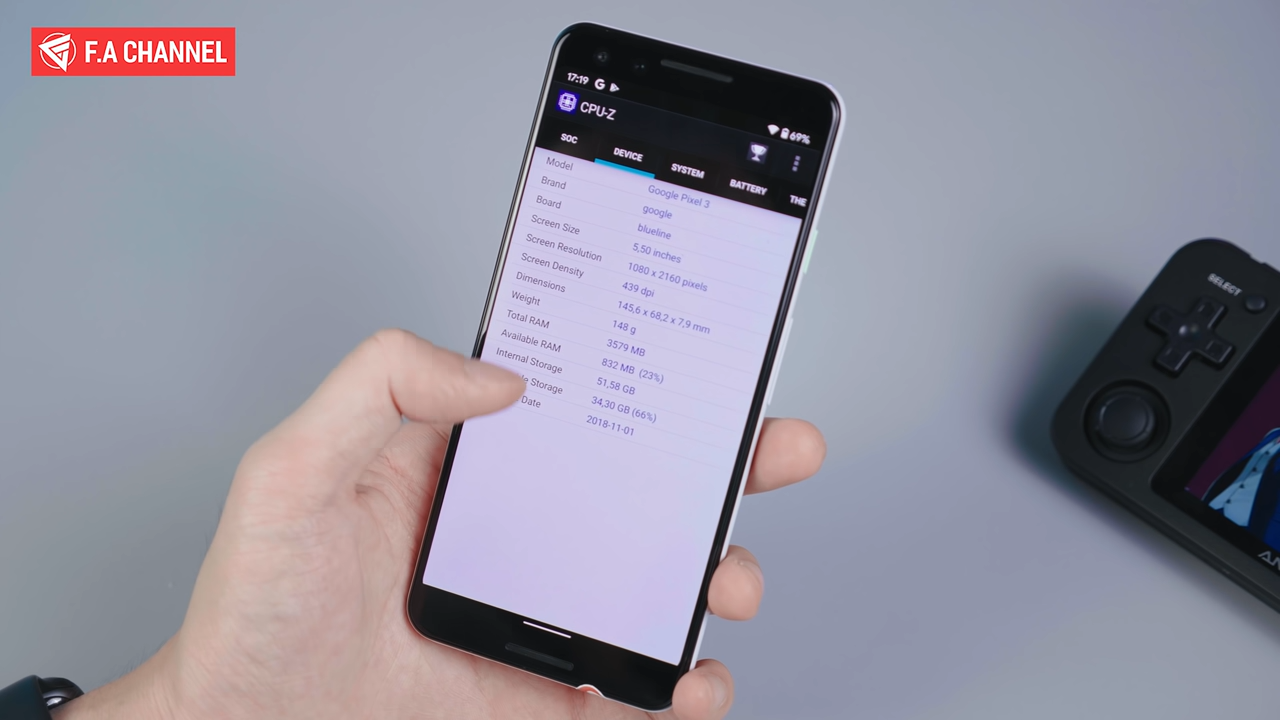 F.A CHANNEL
17:19 G
69%
CPU-Z
SOC DEVICE SYSTEM BATTERY THE
Model Google Pixel 3
Brand google
Board blueline
Screen Size 5,50 inches
Screen Resolution 1080 x 2160 pixels
Screen Density 439 dpi
Dimensions 145,6 x 68,2 x 7,9 mm
Weight 148 g
Total RAM 3579 MB
Available RAM 832 MB (23%)
Internal Storage 51,58 GB
Storage 34,30 GB (66%)
Date 2018-11-01
SELECT